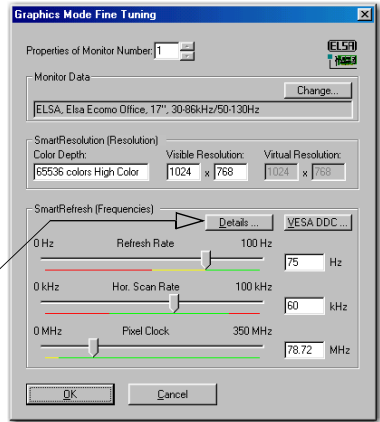 Graphics Mode Fine Tuning
Properties of Monitor Number: 1
ELSA
Monitor Data
Change...
ELSA, Elsa Ecomo Office, 17", 30-86kHz/50-130Hz
SmartResolution (Resolution)
Color Depth: Visible Resolution: Virtual Resolution:
65536 colors High Color 1024 x 768 1024 x 768
SmartRefresh (Frequencies)
Details ... VESA DDC ...
0 Hz Refresh Rate 100 Hz
75 Hz
0 kHz Hor. Scan Rate 100 kHz
60 kHz
0 MHz Pixel Clock 350 MHz
78.72 MHz
OK Cancel